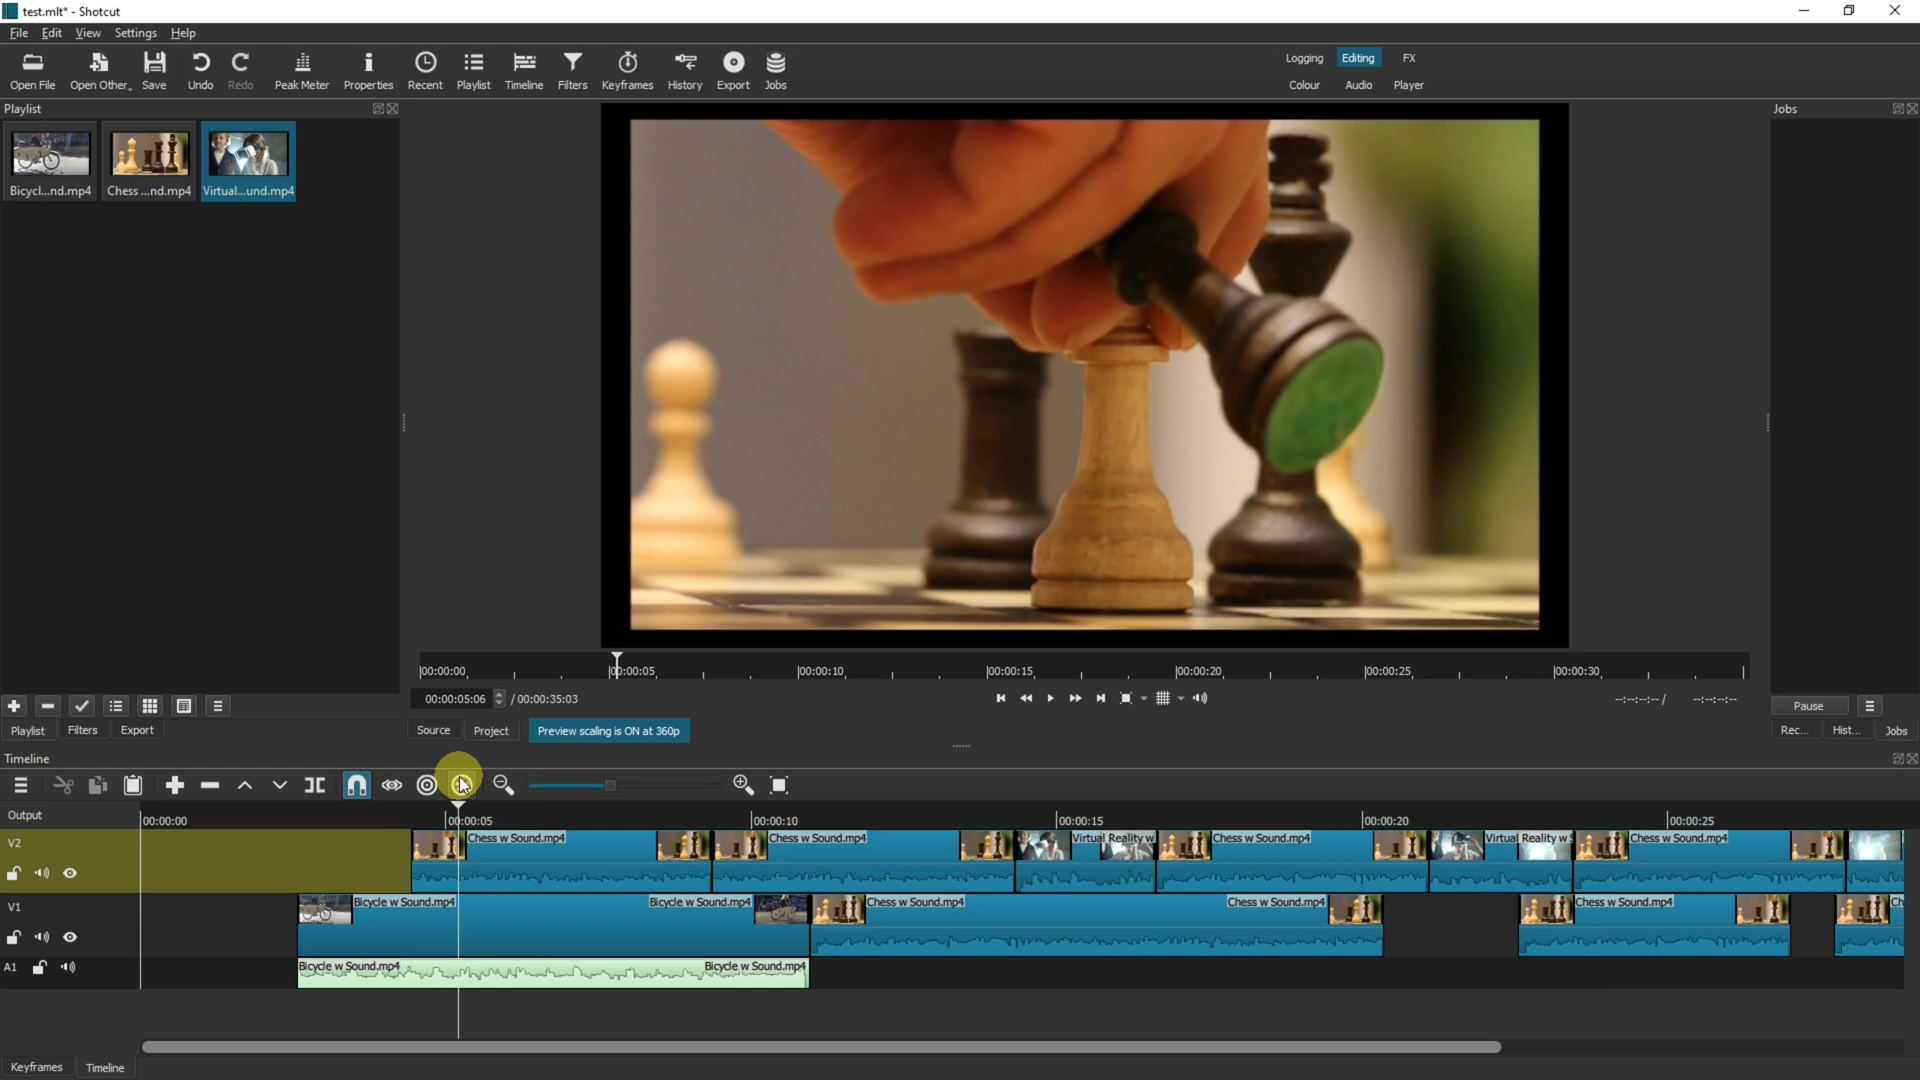 test.mlt* - Shotcut
File Edit View Settings Help
Open File Open Other Save Undo Redo Peak Meter Properties Recent Playlist Timeline Filters Keyframes History Export Jobs
Logging Editing FX
Colour Audio Player
Playlist
Jobs
Bicycl...nd.mp4 Chess ...nd.mp4 Virtual...und.mp4
00:00:00 00:00:05 00:00:10 00:00:15 00:00:20 00:00:25 00:00:30
00:00:05:06 / 00:00:35:03
--:--:--:-- / --:--:--:--
Pause
Playlist Filters Export
Source Project Preview scaling is ON at 360p
Rec... Hist... Jobs
Timeline
Output
00:00:00 00:00:05 00:00:10 00:00:15 00:00:20 00:00:25
V2
Chess w Sound.mp4 Chess w Sound.mp4 Virtual Reality w Chess w Sound.mp4 Virtual Reality w S Chess w Sound.mp4
V1
Bicycle w Sound.mp4 Bicycle w Sound.mp4 Chess w Sound.mp4 Chess w Sound.mp4 Chess w Sound.mp4 Ch
A1
Bicycle w Sound.mp4 Bicycle w Sound.mp4
Keyframes Timeline